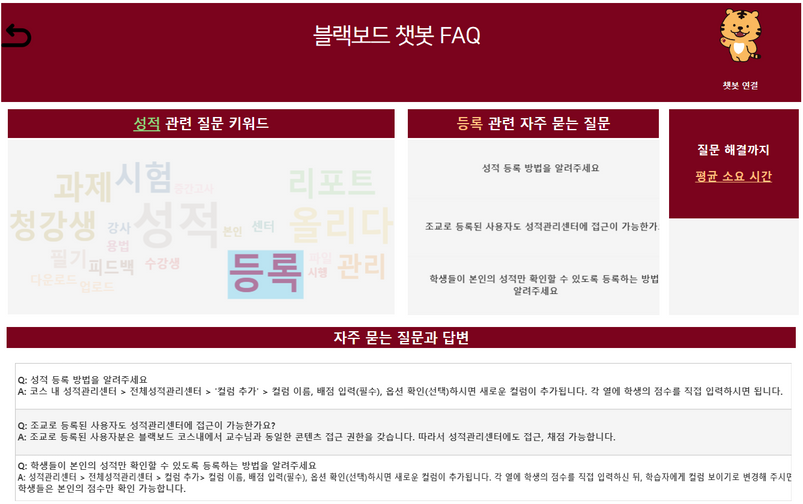 블랙보드 챗봇 FAQ
챗봇 연결
성적 관련 질문 키워드
등록 관련 자주 묻는 질문
질문 해결까지
평균 소요 시간
과제
시험
리포트
청강생
감사
성적
본인
센터
올리다
용법
필기
피드백
수강생
등록
파일
시행
관리
다운로드
업로드
성적 등록 방법을 알려주세요
조교로 등록된 사용자도 성적관리센터에 접근이 가능한가
학생들이 본인의 성적만 확인할 수 있도록 등록하는 방법
알려주세요
자주 묻는 질문과 답변
Q: 성적 등록 방법을 알려주세요
A: 코스 내 성적관리센터 > 전체성적관리센터 > '컬럼 추가' > 컬럼 이름, 배점 입력(필수), 옵션 확인(선택)하시면 새로운 컬럼이 추가됩니다. 각 열에 학생의 점수를 직접 입력하시면 됩니다.
Q: 조교로 등록된 사용자도 성적관리센터에 접근이 가능한가요?
A: 조교로 등록된 사용자분은 블랙보드 코스내에서 교수님과 동일한 콘텐츠 접근 권한을 갖습니다. 따라서 성적관리센터에도 접근, 채점 가능합니다.
Q: 학생들이 본인의 성적만 확인할 수 있도록 등록하는 방법을 알려주세요
A: 성적관리센터 > 전체성적관리센터 > 컬럼 추가> 컬럼 이름, 배점 입력(필수), 옵션 확인(선택)하시면 새로운 컬럼이 추가됩니다. 각 열에 학생의 점수를 직접 입력하신 뒤, 학습자에게 컬럼 보이기로 변경해 주시면
학생들은 본인의 점수만 확인 가능합니다.